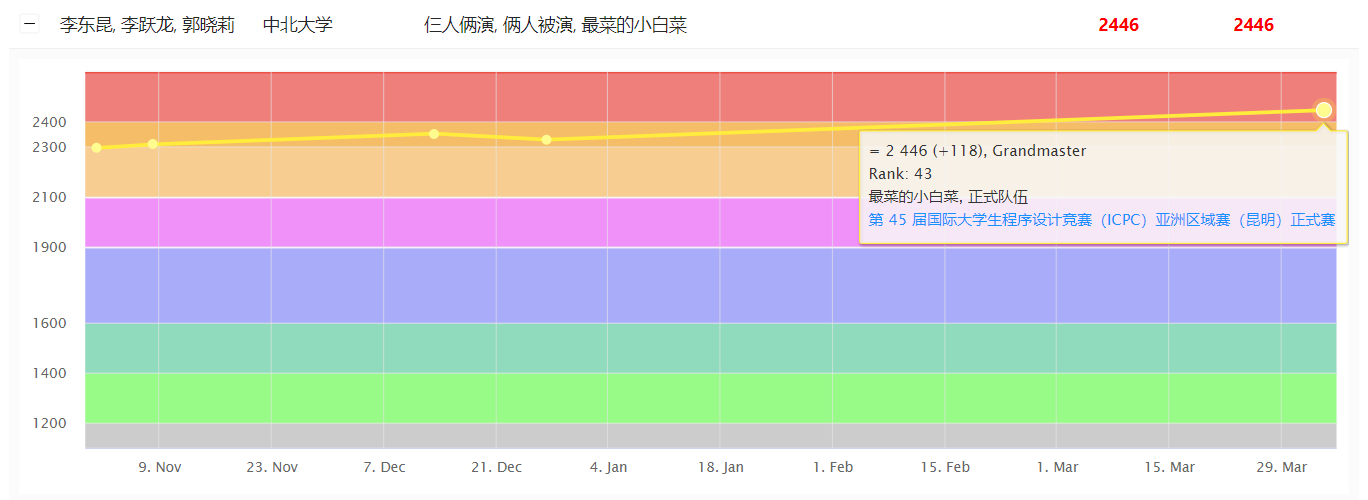 李东昆, 李跃龙, 郭晓莉 中北大学 仨人俩演, 俩人被演, 最菜的小白菜 2446 2446
2400
2300
2100
1900
1600
1400
1200
= 2 446 (+118), Grandmaster
Rank: 43
最菜的小白菜, 正式队伍
第 45 届国际大学生程序设计竞赛（ICPC）亚洲区域赛（昆明）正式赛
9. Nov 23. Nov 7. Dec 21. Dec 4. Jan 18. Jan 1. Feb 15. Feb 1. Mar 15. Mar 29. Mar